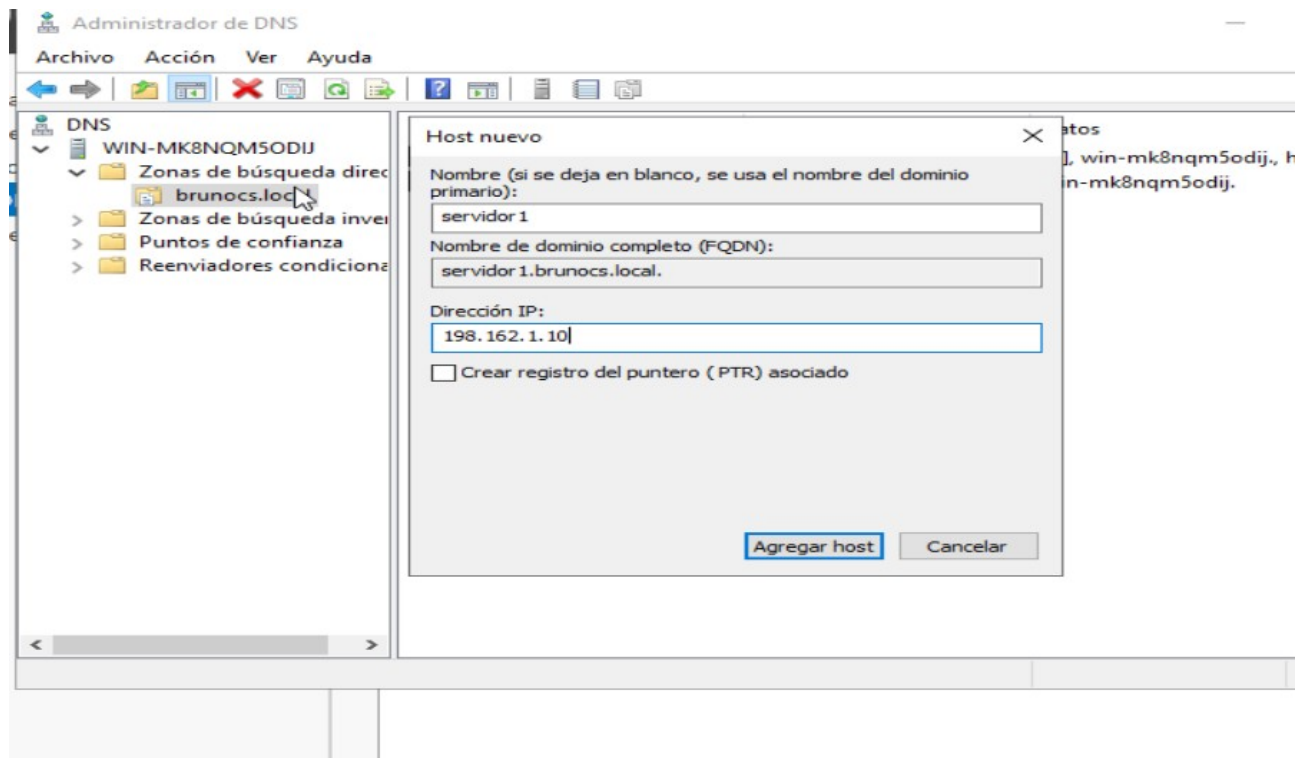 Administrador de DNS
Archivo Acción Ver Ayuda
DNS
WIN-MK8NQM5ODIJ
Zonas de búsqueda direc
brunocs.loc
Zonas de búsqueda inver
Puntos de confianza
Reenviadores condiciona
Host nuevo
Nombre (si se deja en blanco, se usa el nombre del dominio
primario):
servidor1
Nombre de dominio completo (FQDN):
servidor1.brunocs.local.
Dirección IP:
198.162.1.10
Crear registro del puntero (PTR) asociado
Agregar host Cancelar
atos
], win-mk8nqm5odij., h
in-mk8nqm5odij.